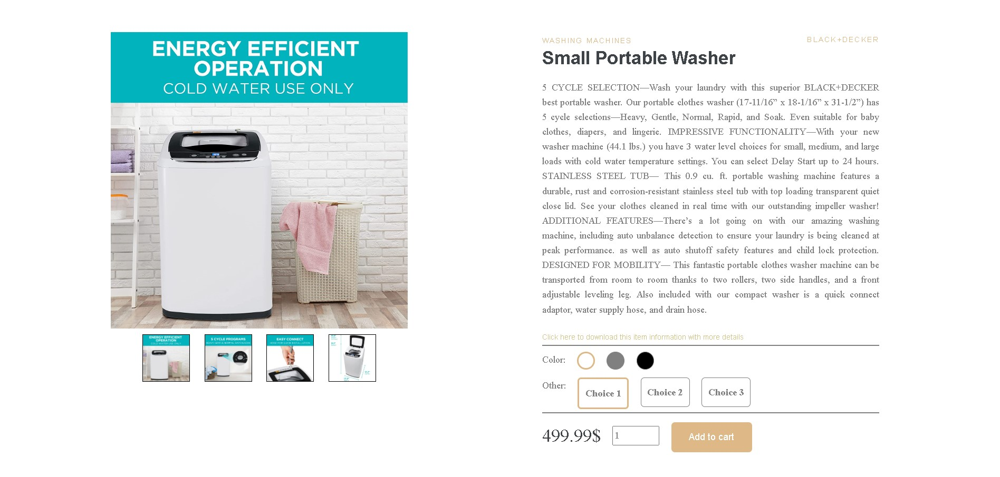 ENERGY EFFICIENT
OPERATION
COLD WATER USE ONLY
ENERGY EFFICIENT
OPERATION
COLD WATER USE ONLY
5 CYCLE PROGRAMS
EASY CONNECT
WASHING MACHINES
BLACK+DECKER
Small Portable Washer
5 CYCLE SELECTION—Wash your laundry with this superior BLACK+DECKER
best portable washer. Our portable clothes washer (17-11/16” x 18-1/16” x 31-1/2”) has
5 cycle selections—Heavy, Gentle, Normal, Rapid, and Soak. Even suitable for baby
clothes, diapers, and lingerie. IMPRESSIVE FUNCTIONALITY—With your new
washer machine (44.1 lbs.) you have 3 water level choices for small, medium, and large
loads with cold water temperature settings. You can select Delay Start up to 24 hours.
STAINLESS STEEL TUB— This 0.9 cu. ft. portable washing machine features a
durable, rust and corrosion-resistant stainless steel tub with top loading transparent quiet
close lid. See your clothes cleaned in real time with our outstanding impeller washer!
ADDITIONAL FEATURES—There’s a lot going on with our amazing washing
machine, including auto unbalance detection to ensure your laundry is being cleaned at
peak performance. as well as auto shutoff safety features and child lock protection.
DESIGNED FOR MOBILITY— This fantastic portable clothes washer machine can be
transported from room to room thanks to two rollers, two side handles, and a front
adjustable leveling leg. Also included with our compact washer is a quick connect
adaptor, water supply hose, and drain hose.
Click here to download this item information with more details
Color:
Other:
Choice 1
Choice 2
Choice 3
499.99$
1
Add to cart